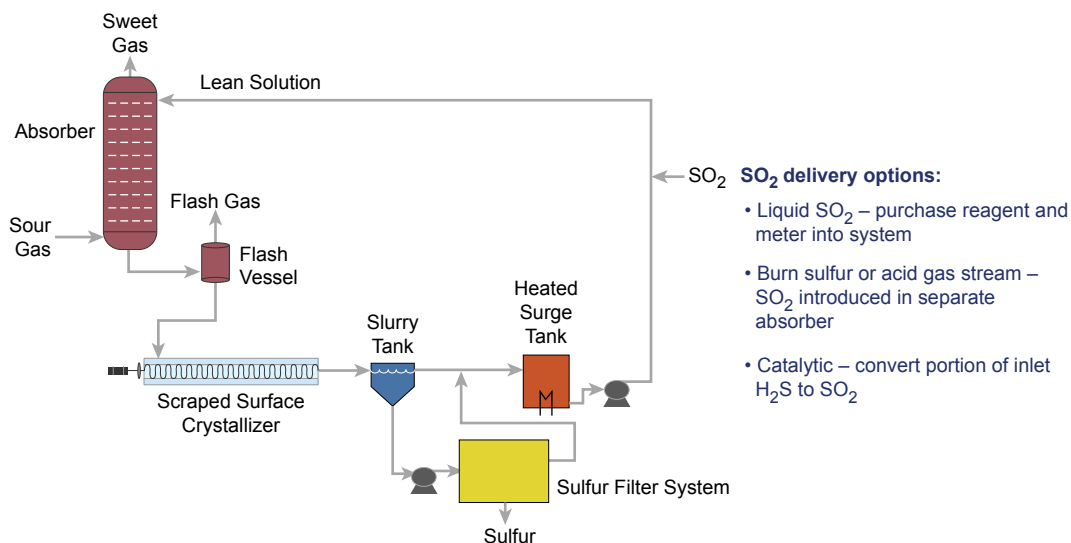 Sweet
Gas
Lean Solution
Absorber
SO2
SO2 delivery options:
Flash Gas
• Liquid SO2 – purchase reagent and
meter into system
Sour
Gas
Flash
Vessel
• Burn sulfur or acid gas stream –
SO2 introduced in separate
absorber
Heated
Surge
Tank
Slurry
Tank
• Catalytic – convert portion of inlet
H2S to SO2
Scraped Surface
Crystallizer
Sulfur Filter System
Sulfur